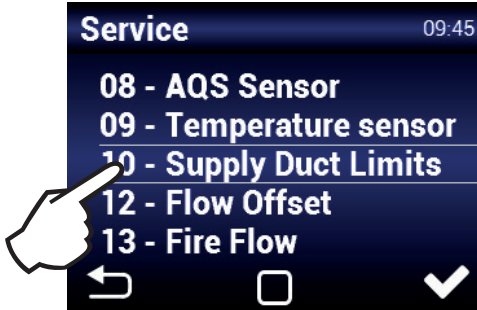 Service 09:45
08 - AQS Sensor
09 - Temperature sensor
10 - Supply Duct Limits
12 - Flow Offset
13 - Fire Flow